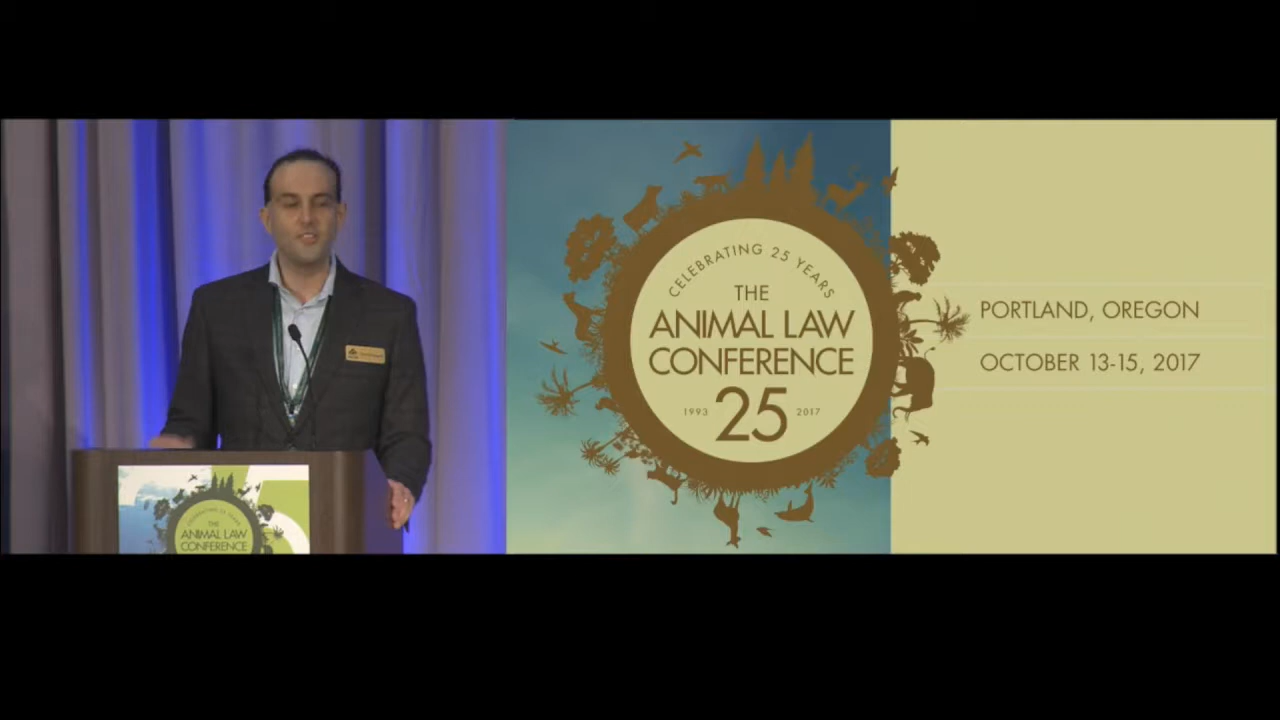 CELEBRATING 25 YEARS
THE
ANIMAL LAW
CONFERENCE
1993 25 2017
PORTLAND, OREGON
OCTOBER 13-15, 2017
CELEBRATING 25 YEARS
THE
ANIMAL LAW
CONFERENCE